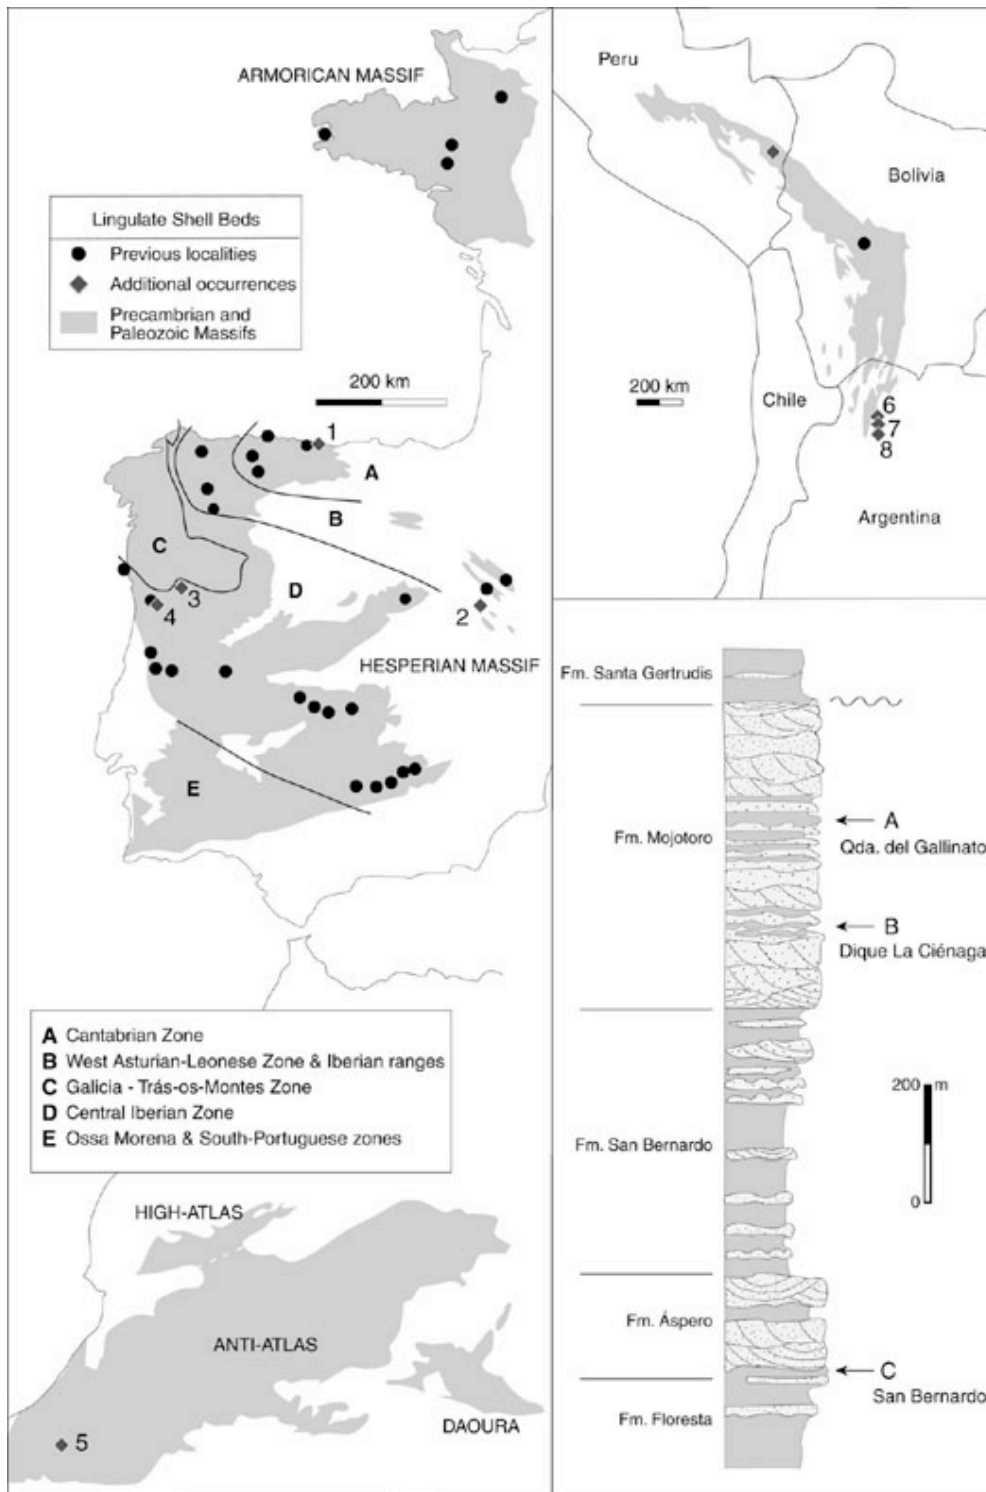 ARMORICAN MASSIF
Lingulate Shell Beds
Previous localities
Additional occurrences
Precambrian and
Paleozoic Massifs
200 km
1
A
B
C
3
4
D
2
HESPERIAN MASSIF
E
A Cantabrian Zone
B West Asturian-Leonese Zone & Iberian ranges
C Galicia - Trás-os-Montes Zone
D Central Iberian Zone
E Ossa Morena & South-Portuguese zones
HIGH-ATLAS
ANTI-ATLAS
DAOURA
5
Peru
Bolivia
200 km
Chile
6
7
8
Argentina
Fm. Santa Gertrudis
Fm. Mojotoro
A
Qda. del Gallinato
B
Dique La Ciénaga
Fm. San Bernardo
200 m
0
Fm. Áspero
C
San Bernardo
Fm. Floresta